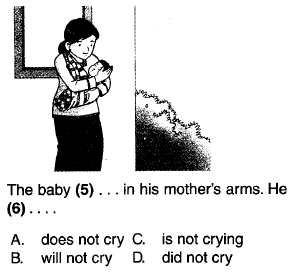 The baby (5) . . . in his mother's arms. He
(6) . . . .
A. does not cry C. is not crying
B. will not cry D. did not cry